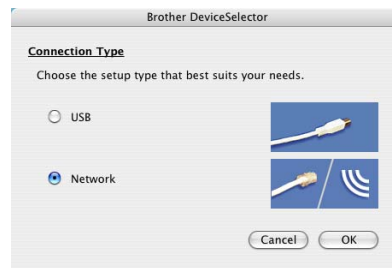 Brother DeviceSelector
Connection Type
Choose the setup type that best suits your needs.
USB
Network
Cancel
OK